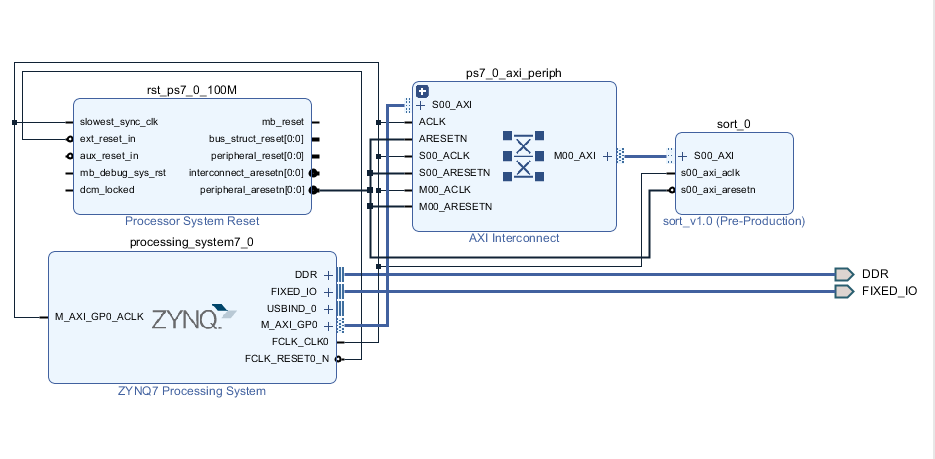 rst_ps7_0_100M
slowest_sync_clk
ext_reset_in
aux_reset_in
mb_debug_sys_rst
dcm_locked
mb_reset
bus_struct_reset[0:0]
peripheral_reset[0:0]
interconnect_aresetn[0:0]
peripheral_aresetn[0:0]
Processor System Reset
ps7_0_axi_periph
S00_AXI
ACLK
ARESETN
S00_ACLK
S00_ARESETN
M00_ACLK
M00_ARESETN
M00_AXI
AXI Interconnect
sort_0
S00_AXI
s00_axi_aclk
s00_axi_aresetn
sort_v1.0 (Pre-Production)
processing_system7_0
M_AXI_GP0_ACLK
ZYNQ
DDR
FIXED_IO
USBIND_0
M_AXI_GP0
FCLK_CLK0
FCLK_RESET0_N
ZYNQ7 Processing System
DDR
FIXED_IO